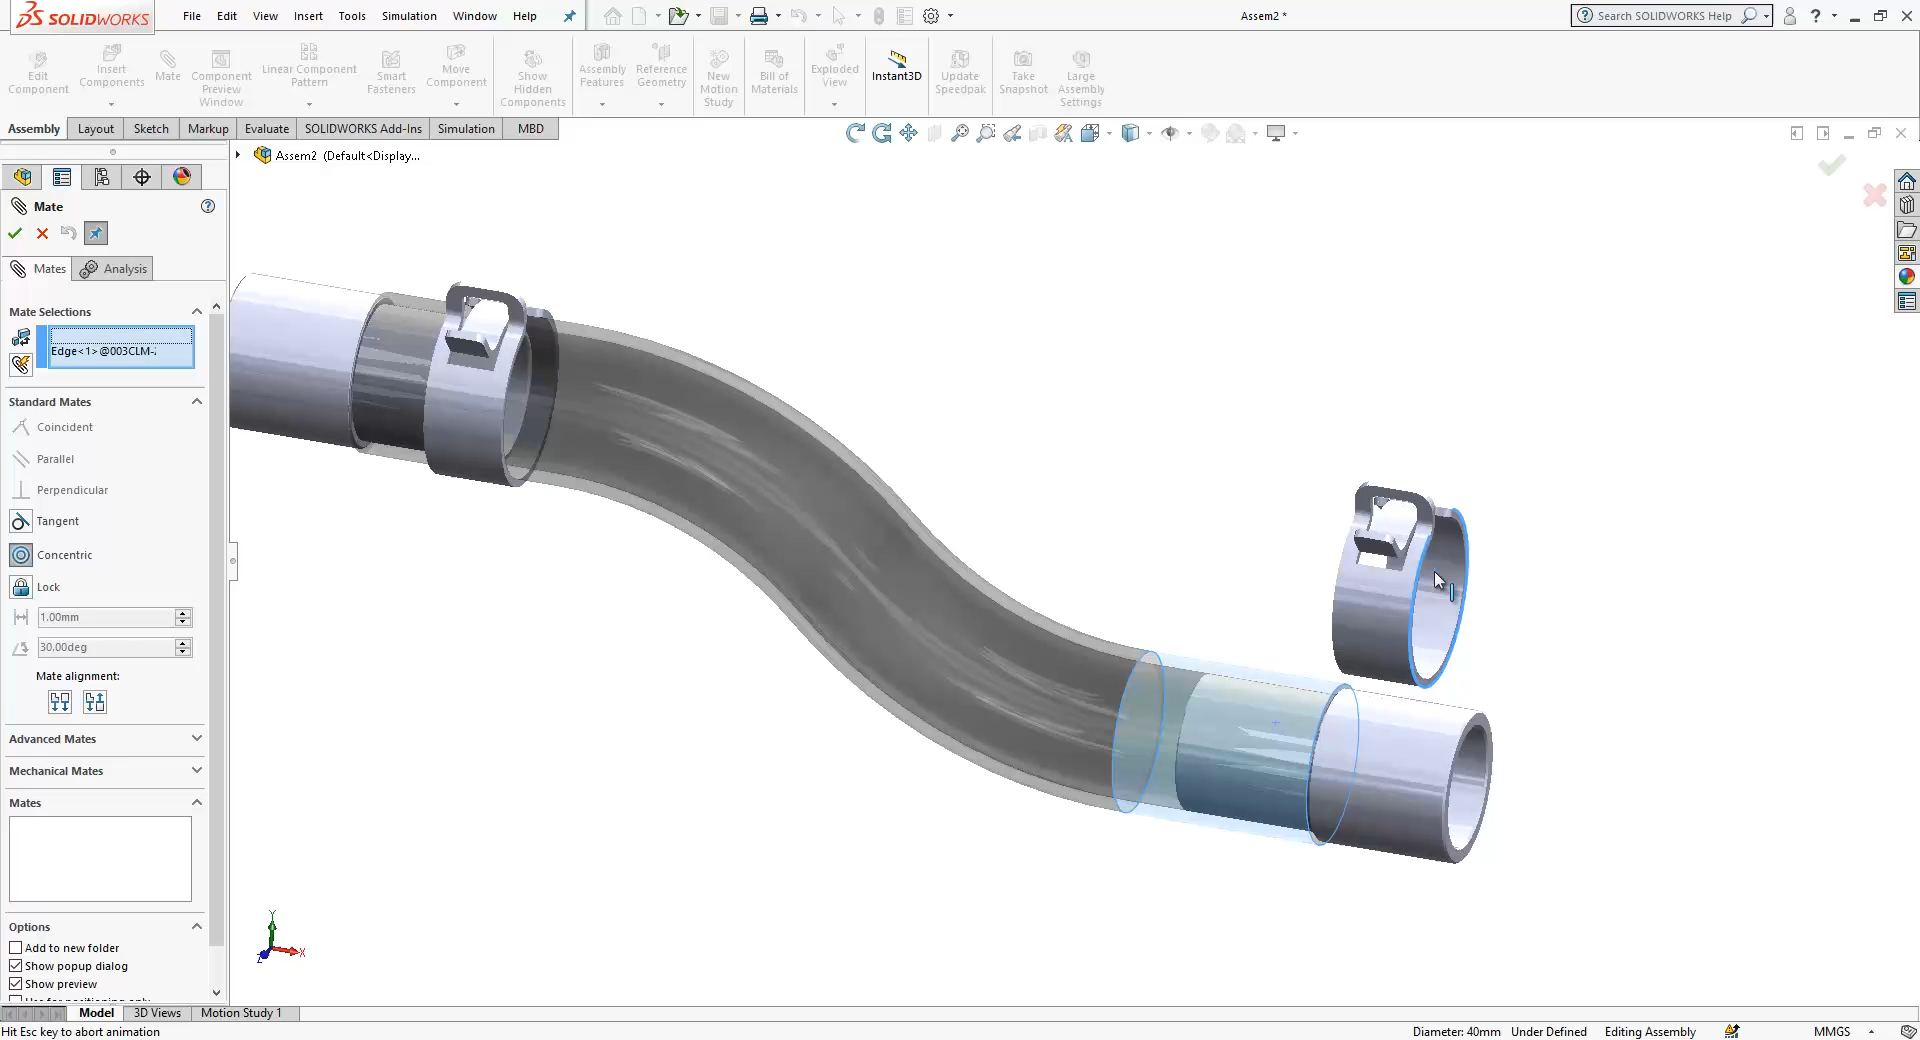 SOLIDWORKS
File Edit View Insert Tools Simulation Window Help
Assem2 *
Search SOLIDWORKS Help
Edit Component
Insert Components
Mate
Component Preview Window
Linear Component Pattern
Smart Fasteners
Move Component
Show Hidden Components
Assembly Features
Reference Geometry
New Motion Study
Bill of Materials
Exploded View
Instant3D
Update Speedpak
Take Snapshot
Large Assembly Settings
Assembly Layout Sketch Markup Evaluate SOLIDWORKS Add-Ins Simulation MBD
Assem2 (Default<Display...
Mate
Mates Analysis
Mate Selections
Edge<1>@003CLM-
Standard Mates
Coincident
Parallel
Perpendicular
Tangent
Concentric
Lock
1.00mm
30.00deg
Mate alignment:
Advanced Mates
Mechanical Mates
Mates
Options
Add to new folder
Show popup dialog
Show preview
Use for positioning only
Y
X
Z
Model 3D Views Motion Study 1
Hit Esc key to abort animation
Diameter: 40mm Under Defined Editing Assembly MMGS